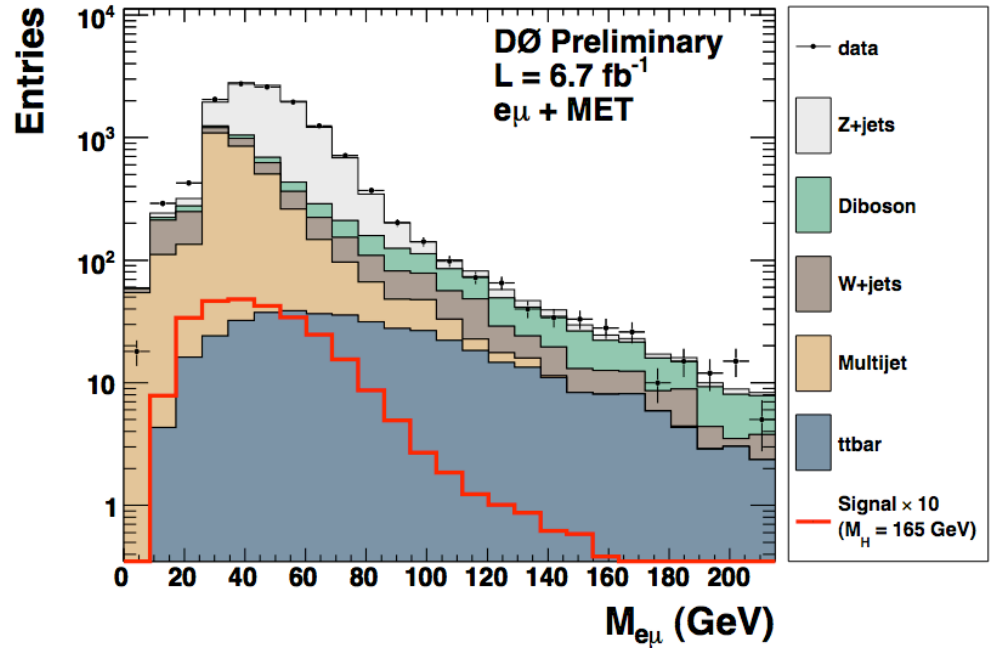 Entries
10⁴
10³
10²
10
1
DØ Preliminary
L = 6.7 fb⁻¹
eμ + MET
0 20 40 60 80 100 120 140 160 180 200
M_eμ (GeV)
data
Z+jets
Diboson
W+jets
Multijet
ttbar
Signal × 10
(M_H = 165 GeV)